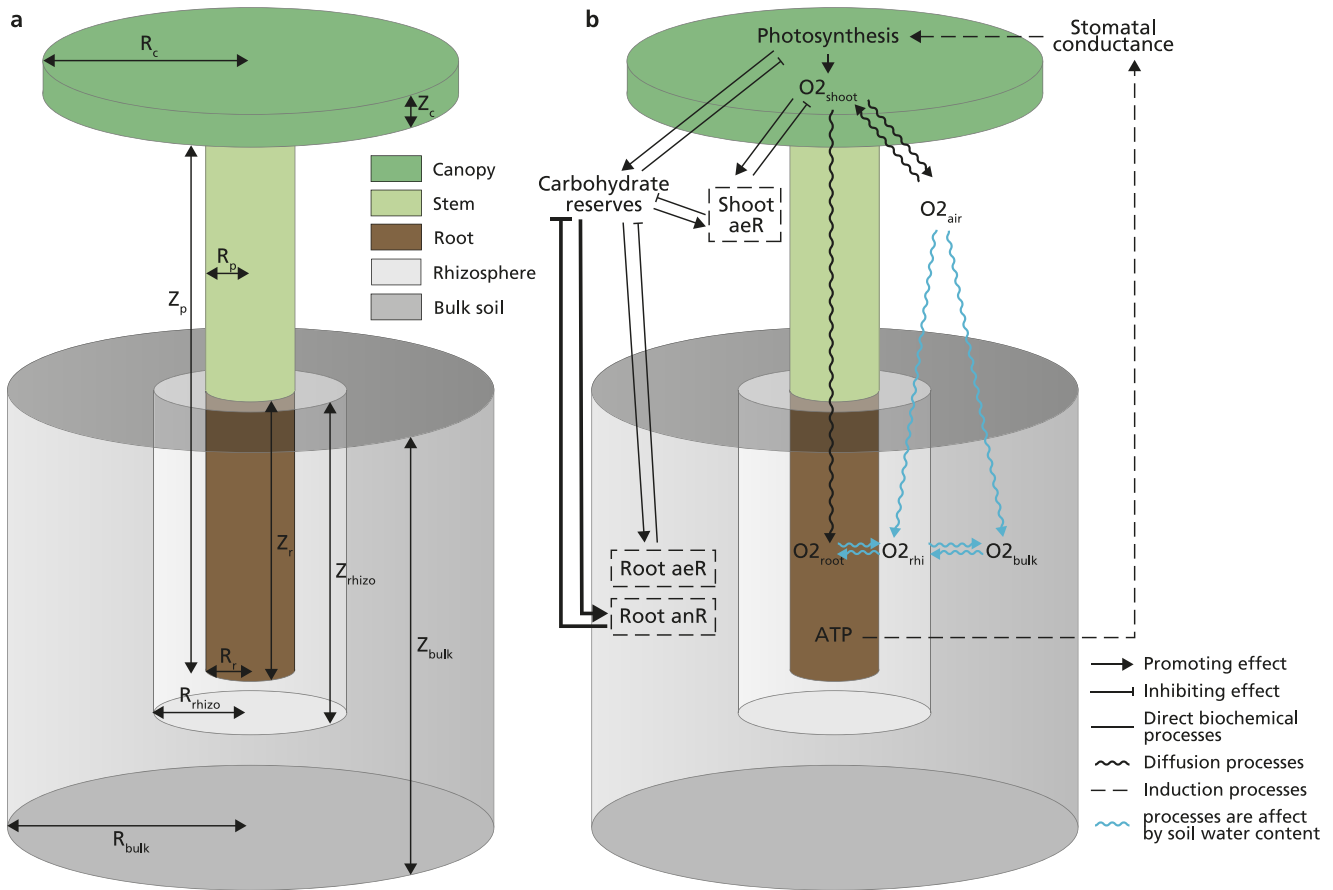 a
R_c
Z_c
Canopy
Stem
Root
Rhizosphere
Bulk soil
R_p
Z_p
Z_r
Z_rhizo
Z_bulk
R_r
R_rhizo
R_bulk
b
Photosynthesis
Stomatal
conductance
O2_shoot
Carbohydrate
reserves
Shoot
aeR
O2_air
O2_root
O2_rhi
O2_bulk
Root aeR
Root anR
ATP
Promoting effect
Inhibiting effect
Direct biochemical
processes
Diffusion processes
Induction processes
processes are affect
by soil water content